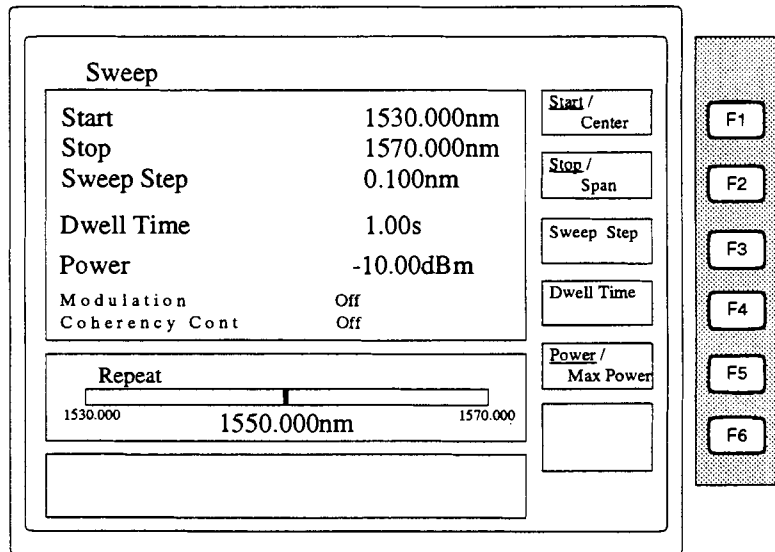 Sweep
Start 1530.000nm
Stop 1570.000nm
Sweep Step 0.100nm
Dwell Time 1.00s
Power -10.00dBm
Modulation Off
Coherency Cont Off
Repeat
1530.000 1550.000nm 1570.000
Start /
Center
Stop /
Span
Sweep Step
Dwell Time
Power /
Max Power
F1
F2
F3
F4
F5
F6